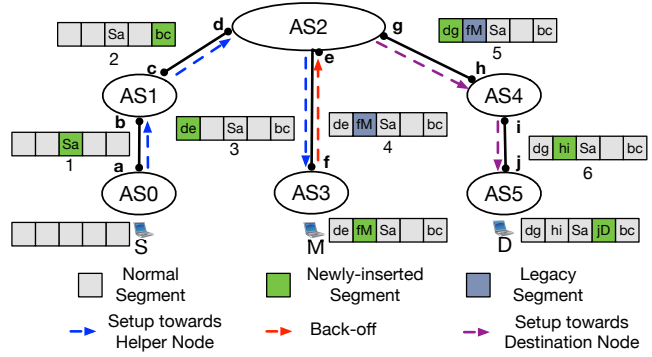 d AS2 g
Sa bc
2
dg fM Sa bc
5
c e h
AS1 AS4
b i
de Sa bc
3
de fM Sa bc
4
Sa
1
dg hi Sa bc
6
a f j
AS0 AS3 AS5
S M D
de fM Sa bc
dg hi Sa jD bc
Normal
Segment
Newly-inserted
Segment
Legacy
Segment
Setup towards
Helper Node
Back-off
Setup towards
Destination Node